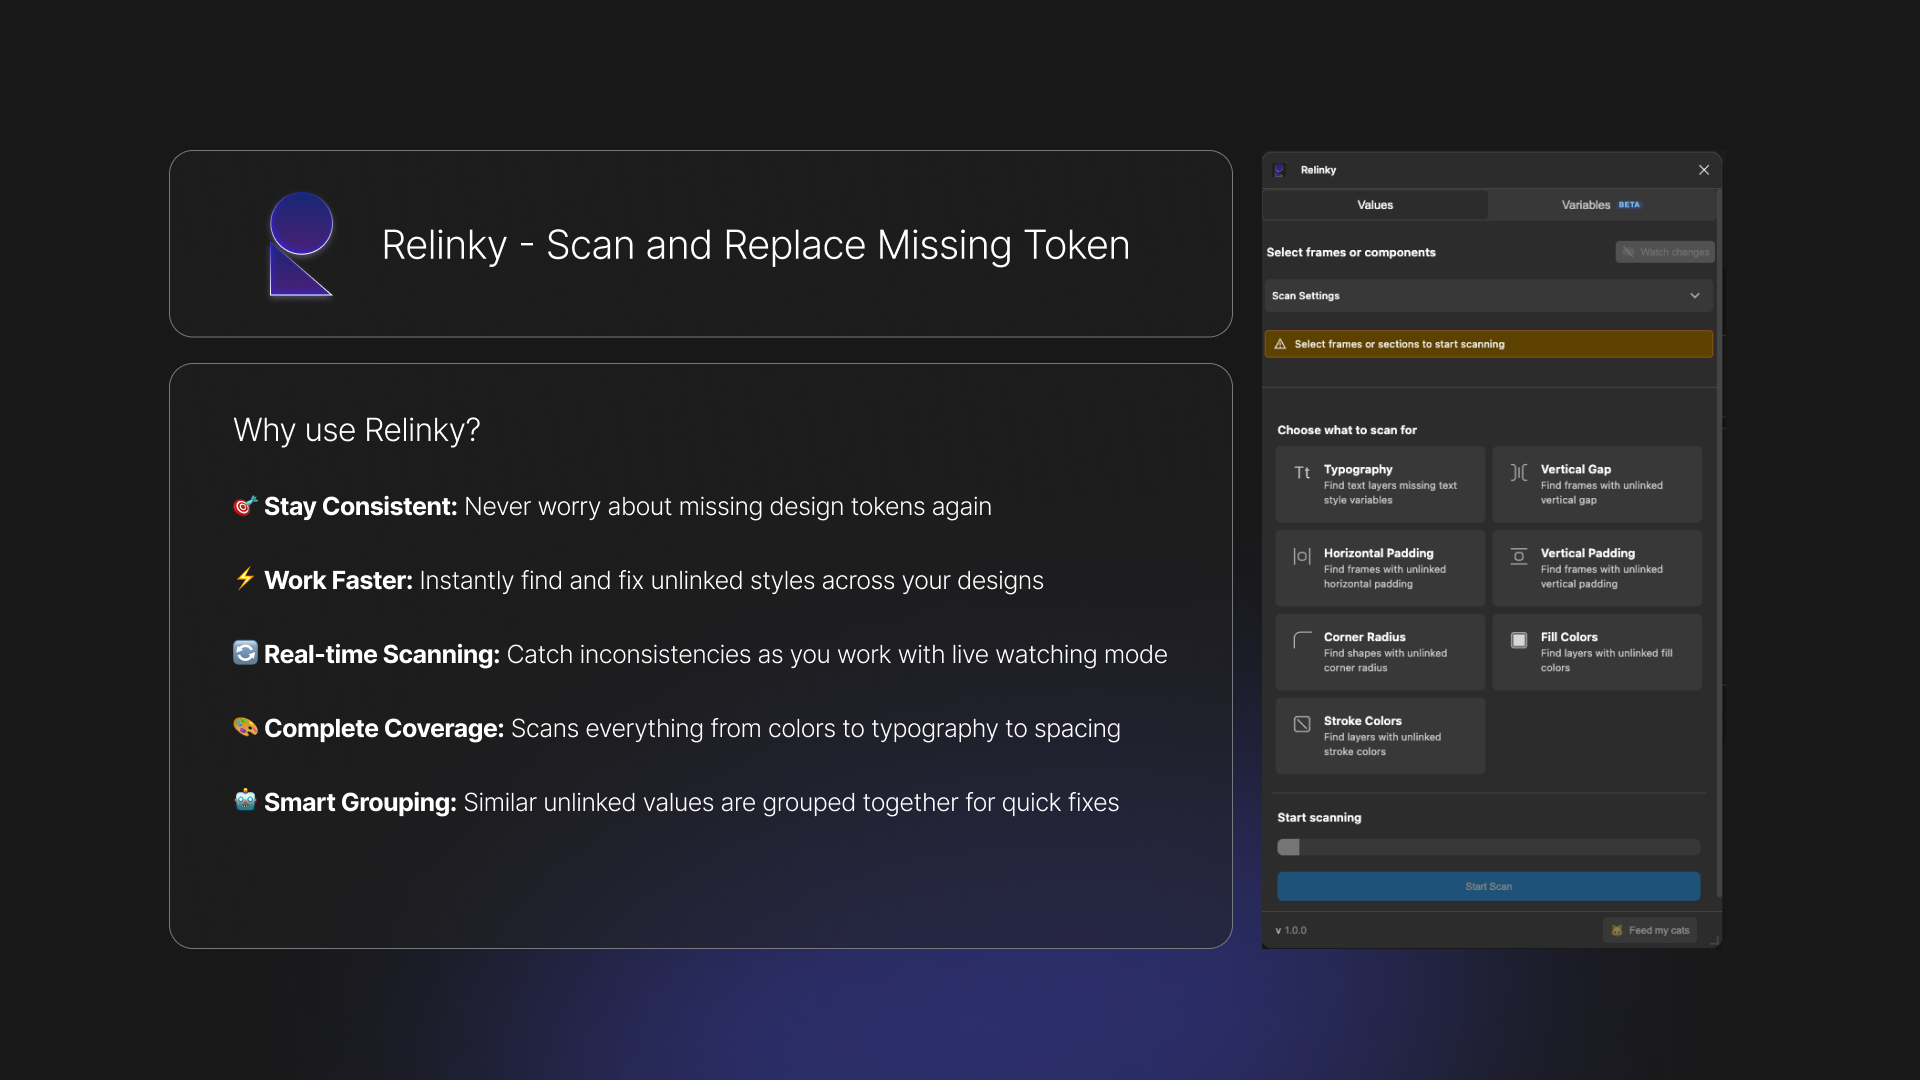 Relinky - Scan and Replace Missing Token
Why use Relinky?
🎯 Stay Consistent: Never worry about missing design tokens again
⚡ Work Faster: Instantly find and fix unlinked styles across your designs
🔄 Real-time Scanning: Catch inconsistencies as you work with live watching mode
🎨 Complete Coverage: Scans everything from colors to typography to spacing
🤖 Smart Grouping: Similar unlinked values are grouped together for quick fixes
Relinky
Values
Variables BETA
Select frames or components
Watch changes
Scan Settings
Select frames or sections to start scanning
Choose what to scan for
Tt
Typography
Find text layers missing text
style variables
Vertical Gap
Find frames with unlinked
vertical gap
Horizontal Padding
Find frames with unlinked
horizontal padding
Vertical Padding
Find frames with unlinked
vertical padding
Corner Radius
Find shapes with unlinked
corner radius
Fill Colors
Find layers with unlinked fill
colors
Stroke Colors
Find layers with unlinked
stroke colors
Start scanning
Start Scan
v 1.0.0
Feed my cats